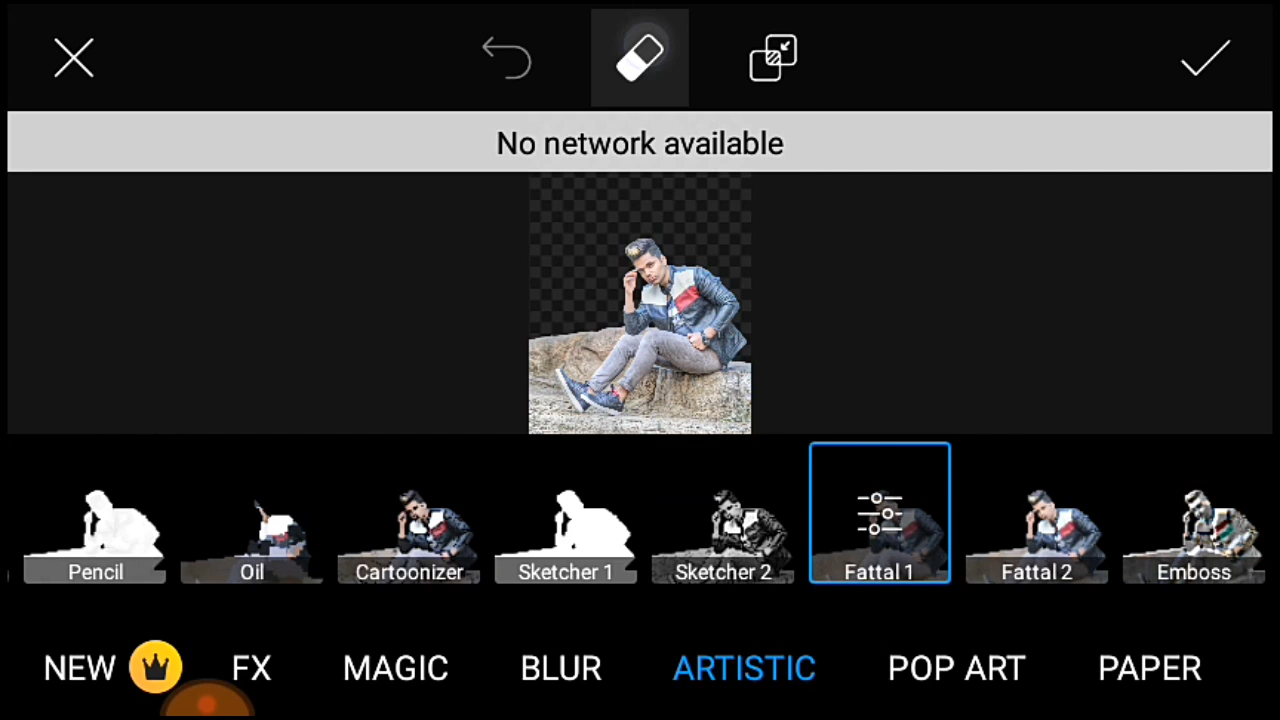 No network available
Pencil
Oil
Cartoonizer
Sketcher 1
Sketcher 2
Fattal 1
Fattal 2
Emboss
NEW FX MAGIC BLUR ARTISTIC POP ART PAPER